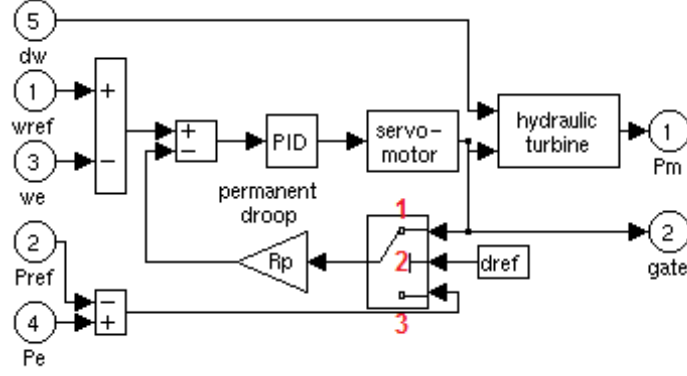 5
dw
1
wref
3
we
2
Pref
4
Pe
+
−
+
−
PID
servo-
motor
hydraulic
turbine
1
Pm
permanent
droop
Rp
1
2
3
dref
2
gate
−
+